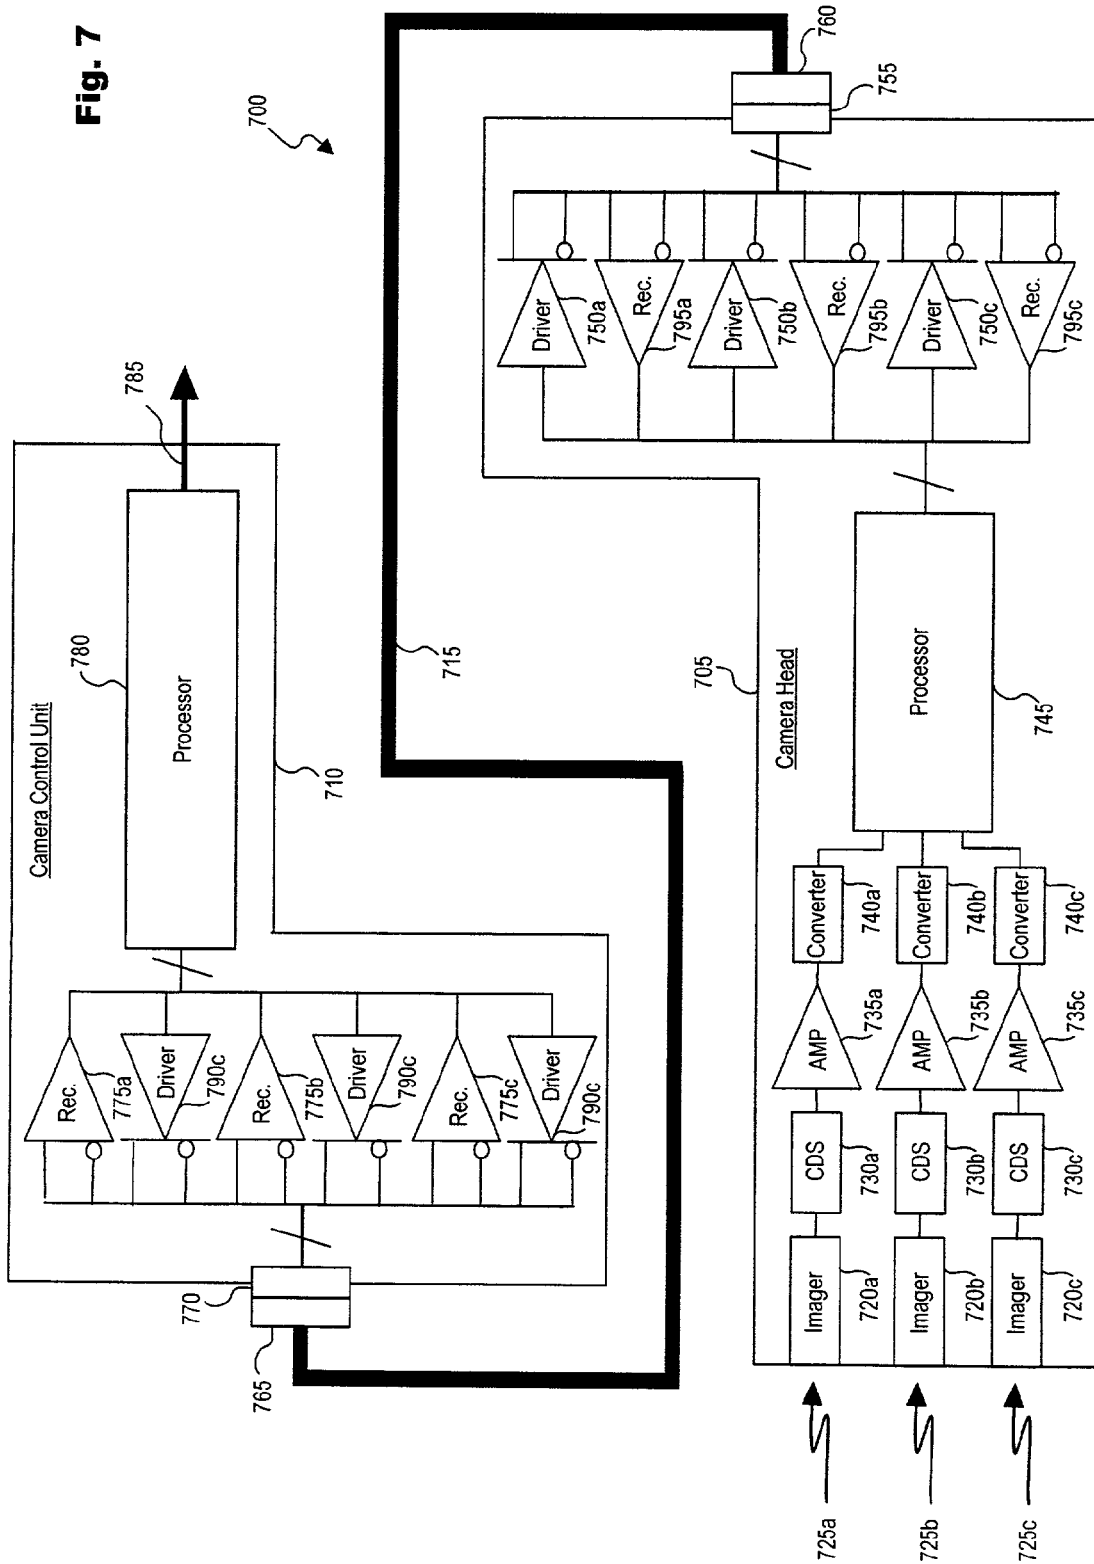 Fig. 7
700
Camera Control Unit
710
780
Processor
785
Rec.
775a
Driver
790c
Rec.
775b
Driver
790c
Rec.
775c
Driver
790c
770
765
715
705
Camera Head
725a
725b
725c
Imager
720a
CDS
730a
AMP
735a
Converter
740a
Imager
720b
CDS
730b
AMP
735b
Converter
740b
Imager
720c
CDS
730c
AMP
735c
Converter
740c
Processor
745
Driver
750a
Rec.
795a
Driver
750b
Rec.
795b
Driver
750c
Rec.
795c
755
760